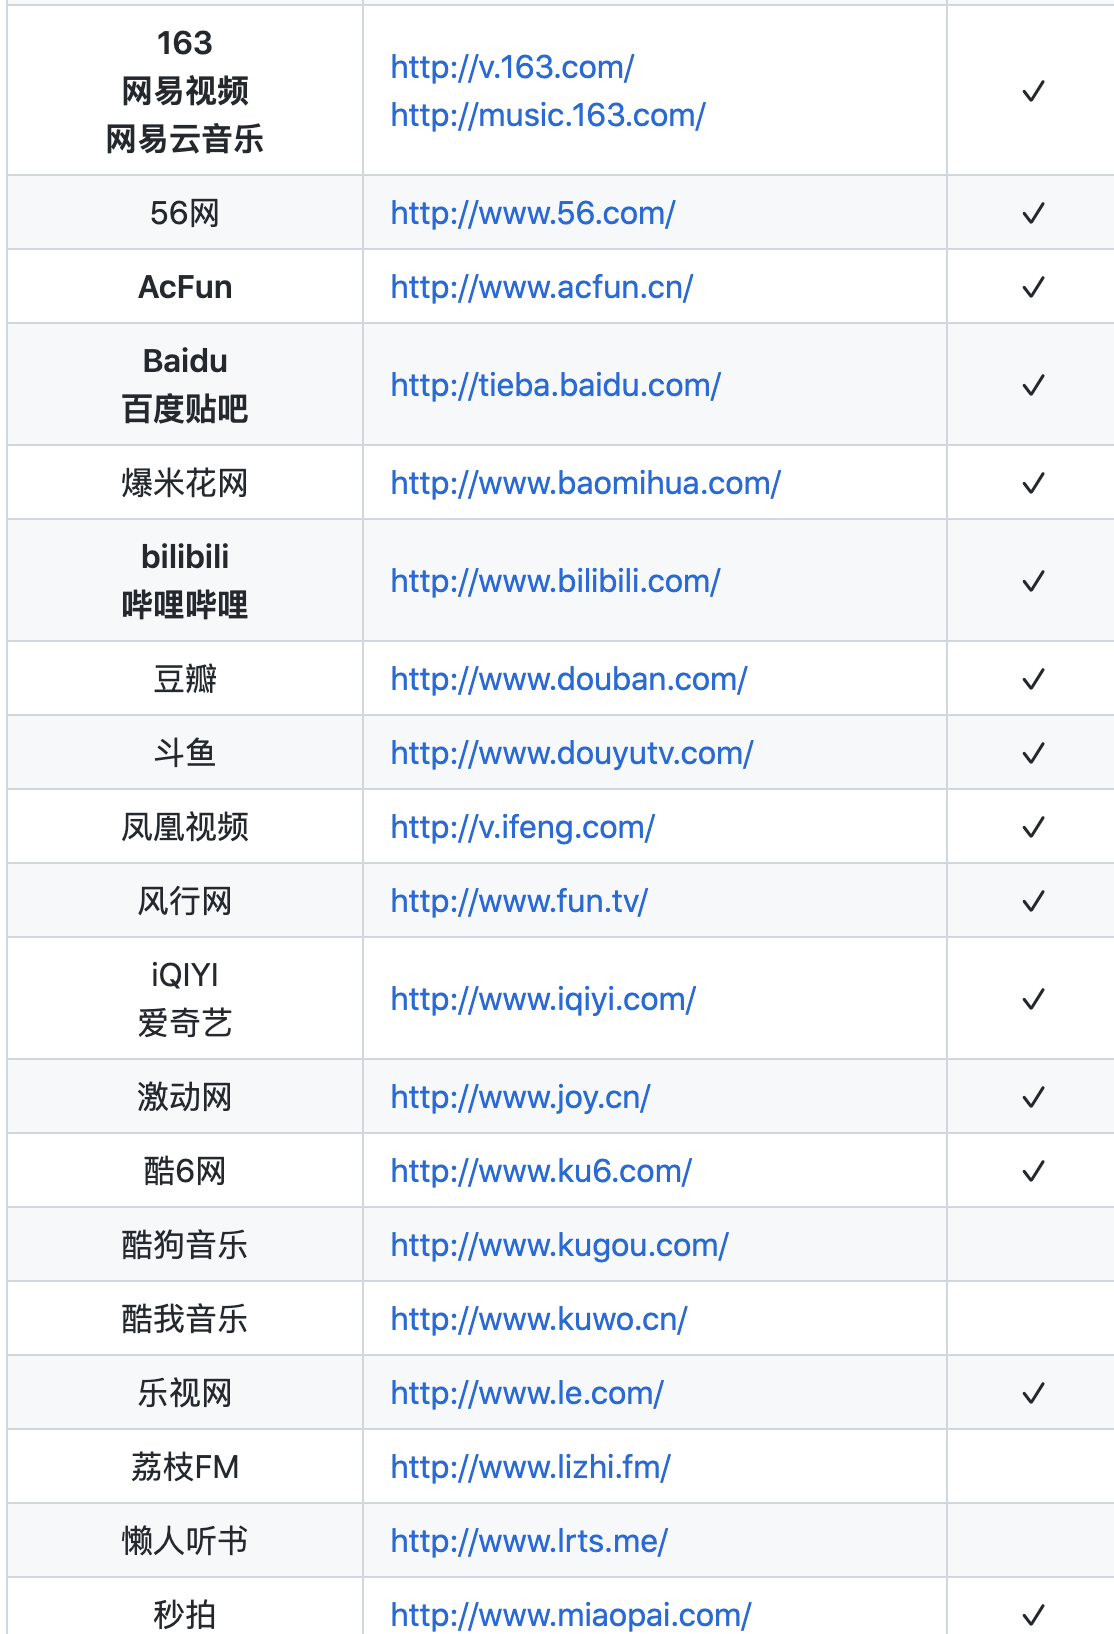 163
网易视频
网易云音乐
http://v.163.com/
http://music.163.com/
✓
56网
http://www.56.com/
✓
AcFun
http://www.acfun.cn/
✓
Baidu
百度贴吧
http://tieba.baidu.com/
✓
爆米花网
http://www.baomihua.com/
✓
bilibili
哔哩哔哩
http://www.bilibili.com/
✓
豆瓣
http://www.douban.com/
✓
斗鱼
http://www.douyutv.com/
✓
凤凰视频
http://v.ifeng.com/
✓
风行网
http://www.fun.tv/
✓
iQIYI
爱奇艺
http://www.iqiyi.com/
✓
激动网
http://www.joy.cn/
✓
酷6网
http://www.ku6.com/
✓
酷狗音乐
http://www.kugou.com/
酷我音乐
http://www.kuwo.cn/
乐视网
http://www.le.com/
✓
荔枝FM
http://www.lizhi.fm/
懒人听书
http://www.lrts.me/
秒拍
http://www.miaopai.com/
✓